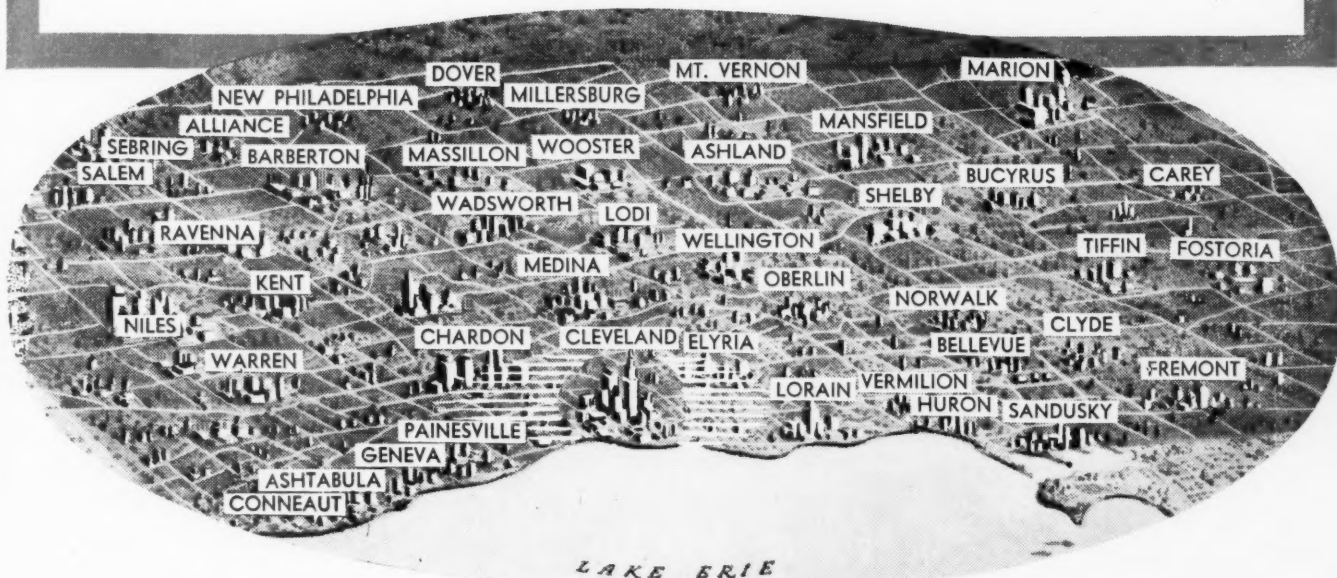 DOVER
MT. VERNON
MARION
NEW PHILADELPHIA
MILLERSBURG
ALLIANCE
MANSFIELD
SEBRING
BARBERTON
MASSILLON
WOOSTER
ASHLAND
SALEM
BUCYRUS
CAREY
WADSWORTH
LODI
SHELBY
RAVENNA
WELLINGTON
TIFFIN
FOSTORIA
MEDINA
KENT
OBERLIN
NORWALK
NILES
CLYDE
CHARDON
CLEVELAND
ELYRIA
BELLEVUE
WARREN
FREMONT
LORAIN
VERMILION
HURON
SANDUSKY
PAINESVILLE
GENEVA
ASHTABULA
CONNEAUT
LAKE ERIE